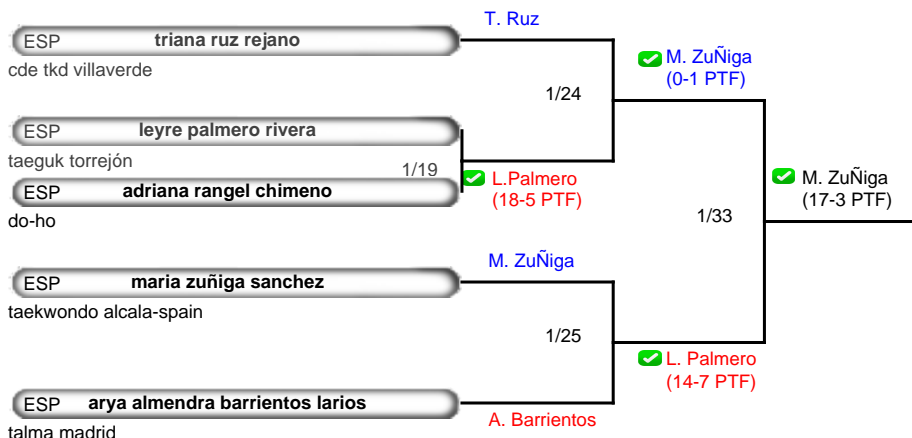 T. Ruz
ESP triana ruz rejano
cde tkd villaverde
M. ZuÑiga
(0-1 PTF)
1/24
ESP leyre palmero rivera
taeguk torrejón
1/19
ESP adriana rangel chimeno
do-ho
L.Palmero
(18-5 PTF)
M. ZuÑiga
(17-3 PTF)
1/33
M. ZuÑiga
ESP maria zuñiga sanchez
taekwondo alcala-spain
1/25
L. Palmero
(14-7 PTF)
ESP arya almendra barrientos larios
talma madrid
A. Barrientos